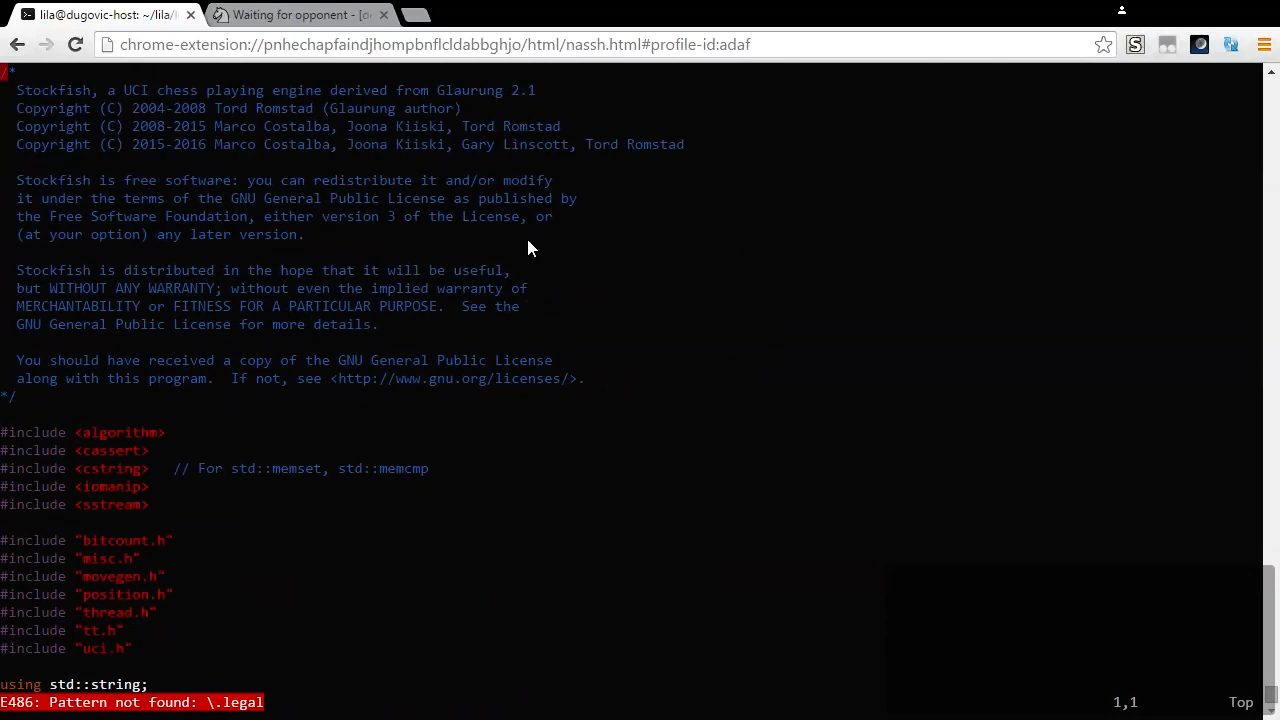 lila@dugovic-host: ~/lila/l
Waiting for opponent - [de
chrome-extension://pnhechapfaindjhompbnflcldabbghjo/html/nassh.html#profile-id:adaf
/*
Stockfish, a UCI chess playing engine derived from Glaurung 2.1
Copyright (C) 2004-2008 Tord Romstad (Glaurung author)
Copyright (C) 2008-2015 Marco Costalba, Joona Kiiski, Tord Romstad
Copyright (C) 2015-2016 Marco Costalba, Joona Kiiski, Gary Linscott, Tord Romstad
Stockfish is free software: you can redistribute it and/or modify
it under the terms of the GNU General Public License as published by
the Free Software Foundation, either version 3 of the License, or
(at your option) any later version.
Stockfish is distributed in the hope that it will be useful,
but WITHOUT ANY WARRANTY; without even the implied warranty of
MERCHANTABILITY or FITNESS FOR A PARTICULAR PURPOSE.  See the
GNU General Public License for more details.
You should have received a copy of the GNU General Public License
along with this program.  If not, see <http://www.gnu.org/licenses/>.
*/
#include <algorithm>
#include <cassert>
#include <cstring>   // For std::memset, std::memcmp
#include <iomanip>
#include <sstream>
#include "bitcount.h"
#include "misc.h"
#include "movegen.h"
#include "position.h"
#include "thread.h"
#include "tt.h"
#include "uci.h"
using std::string;
E486: Pattern not found: \.legal
1,1
Top